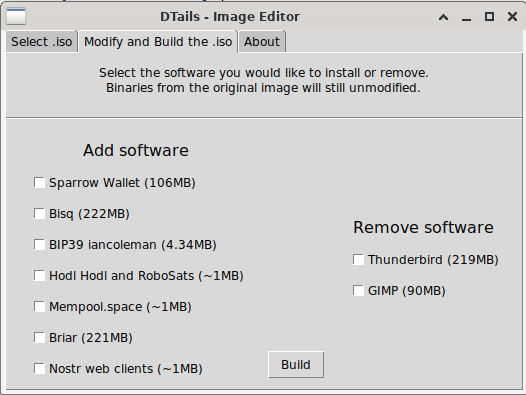 DTails - Image Editor
Select .iso
Modify and Build the .iso
About
Select the software you would like to install or remove.
Binaries from the original image will still unmodified.
Add software
Sparrow Wallet (106MB)
Bisq (222MB)
BIP39 iancoleman (4.34MB)
Hodl Hodl and RoboSats (~1MB)
Mempool.space (~1MB)
Briar (221MB)
Nostr web clients (~1MB)
Remove software
Thunderbird (219MB)
GIMP (90MB)
Build